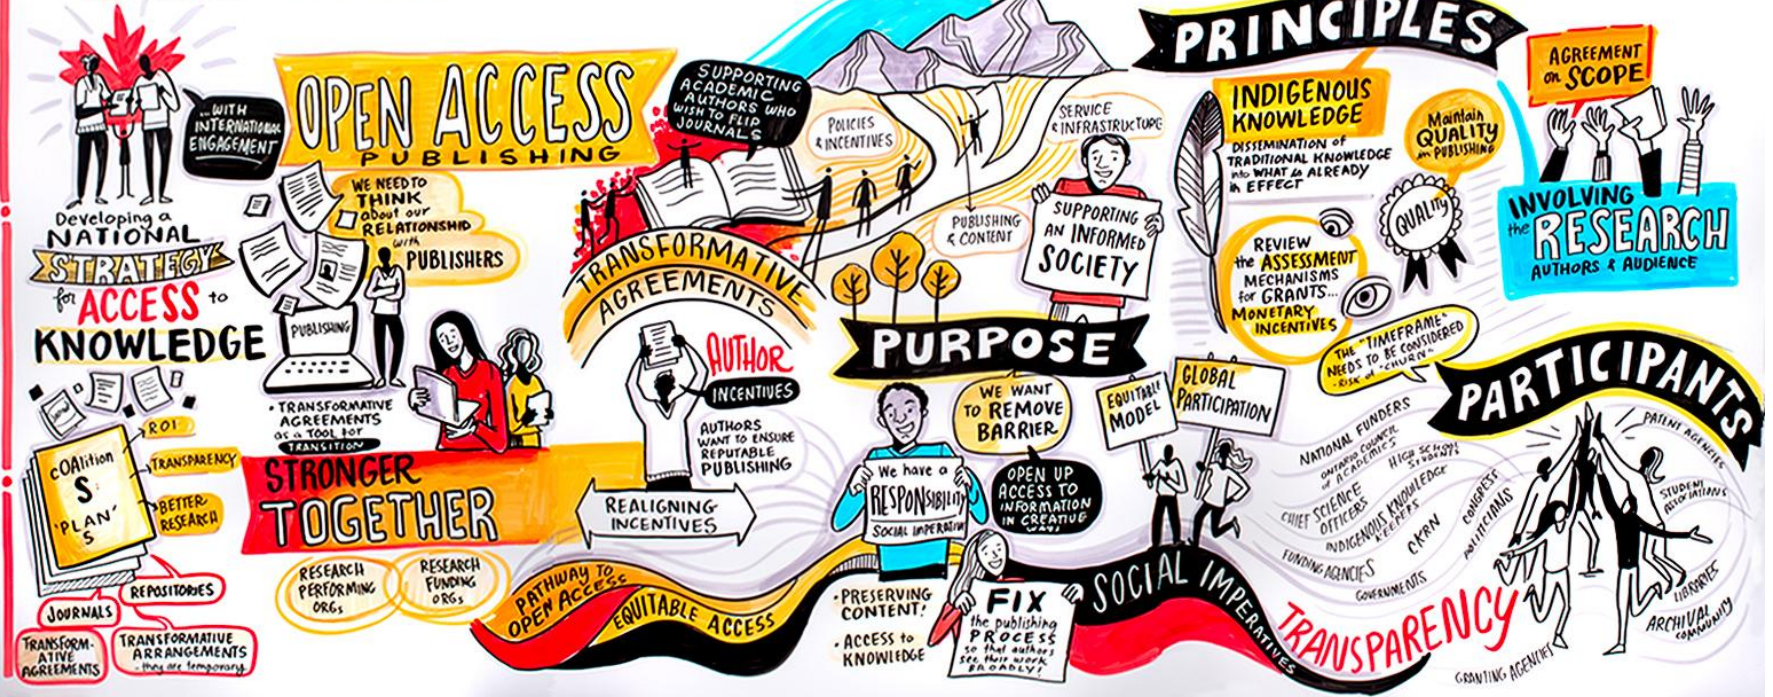 ...WITH
INTERNATIONAL
ENGAGEMENT
Developing a
NATIONAL
STRATEGY
for ACCESS to
KNOWLEDGE
COAlition
S:
'PLAN'
S
ROI
TRANSPARENCY
BETTER
RESEARCH
REPOSITORIES
JOURNALS
TRANSFORM-
ATIVE
AGREEMENTS
TRANSFORMATIVE
ARRANGEMENTS
- they are temporary
OPEN ACCESS
PUBLISHING
WE NEED TO
THINK
about our
RELATIONSHIP
with
PUBLISHERS
PUBLISHING
• TRANSFORMATIVE
AGREEMENTS
as a TOOL for
TRANSITION
STRONGER
TOGETHER
RESEARCH
PERFORMING
ORGs
RESEARCH
FUNDING
ORGs
SUPPORTING
ACADEMIC
AUTHORS WHO
WISH TO FLIP
JOURNALS
TRANSFORMATIVE
AGREEMENTS
AUTHOR
INCENTIVES
AUTHORS
WANT TO ENSURE
REPUTABLE
PUBLISHING
REALIGNING
INCENTIVES
PATHWAY TO
OPEN ACCESS
EQUITABLE ACCESS
POLICIES
& INCENTIVES
SERVICE
& INFRASTRUCTURE
PUBLISHING
& CONTENT
SUPPORTING
AN INFORMED
SOCIETY
PURPOSE
WE WANT
TO REMOVE
BARRIER
We have a
RESPONSIBILITY
SOCIAL IMPERATIVE
OPEN UP
ACCESS TO
INFORMATION
IN CREATIVE
WAYS
EQUITABLE
MODEL
GLOBAL
PARTICIPATION
• PRESERVING
CONTENT!
• ACCESS to
KNOWLEDGE
FIX
the publishing
PROCESS
so that authors
see their work
BROADLY!
SOCIAL IMPERATIVES
PRINCIPLES
INDIGENOUS
KNOWLEDGE
DISSEMINATION of
TRADITIONAL KNOWLEDGE
into WHAT is ALREADY
in EFFECT
Maintain
QUALITY
in PUBLISHING
QUALITY
REVIEW
the ASSESSMENT
MECHANISMS
for GRANTS...
MONETARY
INCENTIVES
AGREEMENT
on SCOPE
INVOLVING
the RESEARCH
AUTHORS & AUDIENCE
THE "TIMEFRAME"
NEEDS TO BE CONSIDERED
- RISK of "CHURN"
PARTICIPANTS
NATIONAL FUNDERS
ONTARIO COUNCIL
of ACADEMICS
HIGH SCHOOL
STUDENTS
CHIEF SCIENCE
OFFICERS
INDIGENOUS KNOWLEDGE
KEEPERS
CKRN
CONGRESS
POLITICIANS
FUNDING AGENCIES
GOVERNMENTS
TRANSPARENCY
GRANTING AGENCIES
PATENT AGENCIES
STUDENT
ASSOCIATIONS
LIBRARIES
ARCHIVAL
COMMUNITY